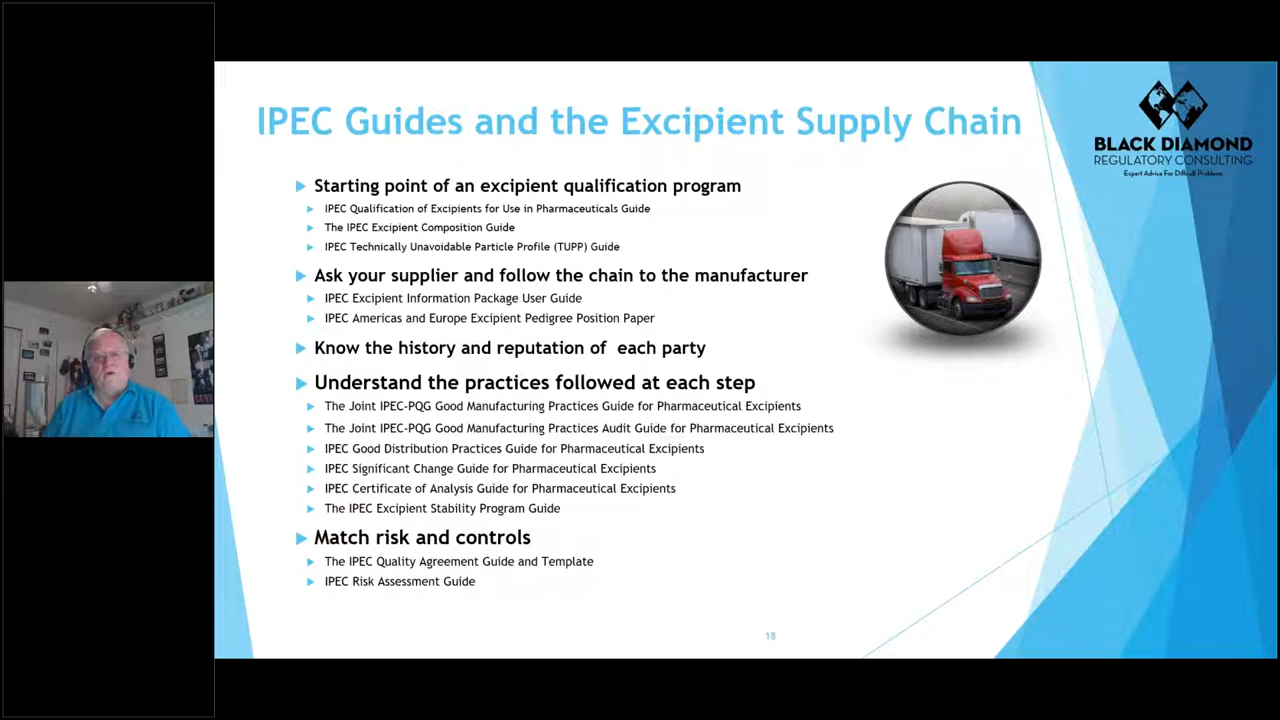 IPEC Guides and the Excipient Supply Chain
BLACK DIAMOND
REGULATORY CONSULTING
Expert Advice For Difficult Problems
Starting point of an excipient qualification program
IPEC Qualification of Excipients for Use in Pharmaceuticals Guide
The IPEC Excipient Composition Guide
IPEC Technically Unavoidable Particle Profile (TUPP) Guide
Ask your supplier and follow the chain to the manufacturer
IPEC Excipient Information Package User Guide
IPEC Americas and Europe Excipient Pedigree Position Paper
Know the history and reputation of each party
Understand the practices followed at each step
The Joint IPEC-PQG Good Manufacturing Practices Guide for Pharmaceutical Excipients
The Joint IPEC-PQG Good Manufacturing Practices Audit Guide for Pharmaceutical Excipients
IPEC Good Distribution Practices Guide for Pharmaceutical Excipients
IPEC Significant Change Guide for Pharmaceutical Excipients
IPEC Certificate of Analysis Guide for Pharmaceutical Excipients
The IPEC Excipient Stability Program Guide
Match risk and controls
The IPEC Quality Agreement Guide and Template
IPEC Risk Assessment Guide
18